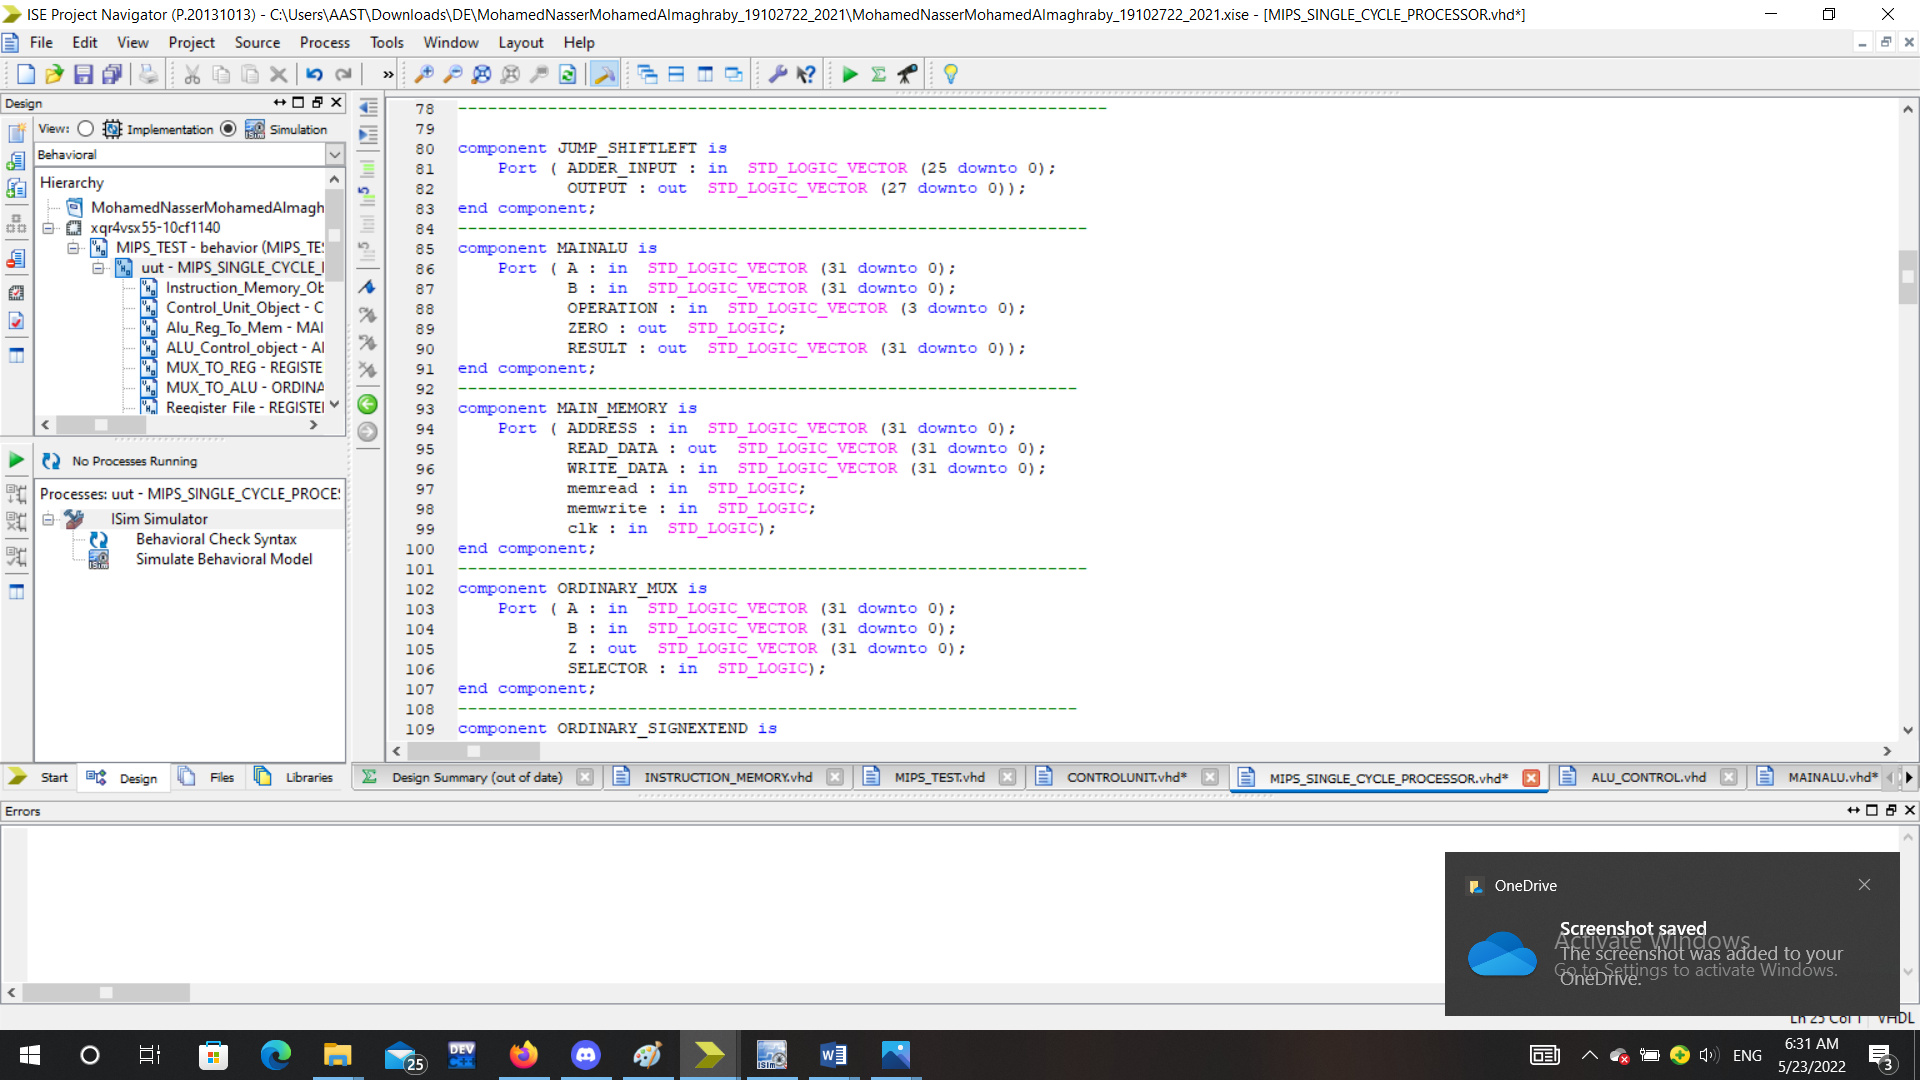 ISE Project Navigator (P.20131013) - C:\Users\AAST\Downloads\DE\MohamedNasserMohamedAlmaghraby_19102722_2021\MohamedNasserMohamedAlmaghraby_19102722_2021.xise - [MIPS_SINGLE_CYCLE_PROCESSOR.vhd*]
File Edit View Project Source Process Tools Window Layout Help
Design
View: Implementation Simulation
Behavioral
Hierarchy
MohamedNasserMohamedAlmagh
xqr4vsx55-10cf1140
MIPS_TEST - behavior (MIPS_TE
uut - MIPS_SINGLE_CYCLE_
Instruction_Memory_Ob
Control_Unit_Object - C
Alu_Reg_To_Mem - MAI
ALU_Control_object - Al
MUX_TO_REG - REGISTE
MUX_TO_ALU - ORDINA
Reegister_File - REGISTEI
No Processes Running
Processes: uut - MIPS_SINGLE_CYCLE_PROCE
ISim Simulator
Behavioral Check Syntax
Simulate Behavioral Model
Start Design Files Libraries
78 -----------------------------------------------------------------
79
80 component JUMP_SHIFTLEFT is
81 Port ( ADDER_INPUT : in STD_LOGIC_VECTOR (25 downto 0);
82 OUTPUT : out STD_LOGIC_VECTOR (27 downto 0));
83 end component;
84 ---------------------------------------------------------------
85 component MAINALU is
86 Port ( A : in STD_LOGIC_VECTOR (31 downto 0);
87 B : in STD_LOGIC_VECTOR (31 downto 0);
88 OPERATION : in STD_LOGIC_VECTOR (3 downto 0);
89 ZERO : out STD_LOGIC;
90 RESULT : out STD_LOGIC_VECTOR (31 downto 0));
91 end component;
92 --------------------------------------------------------------
93 component MAIN_MEMORY is
94 Port ( ADDRESS : in STD_LOGIC_VECTOR (31 downto 0);
95 READ_DATA : out STD_LOGIC_VECTOR (31 downto 0);
96 WRITE_DATA : in STD_LOGIC_VECTOR (31 downto 0);
97 memread : in STD_LOGIC;
98 memwrite : in STD_LOGIC;
99 clk : in STD_LOGIC);
100 end component;
101 ---------------------------------------------------------------
102 component ORDINARY_MUX is
103 Port ( A : in STD_LOGIC_VECTOR (31 downto 0);
104 B : in STD_LOGIC_VECTOR (31 downto 0);
105 Z : out STD_LOGIC_VECTOR (31 downto 0);
106 SELECTOR : in STD_LOGIC);
107 end component;
108 --------------------------------------------------------------
109 component ORDINARY_SIGNEXTEND is
Design Summary (out of date) INSTRUCTION_MEMORY.vhd MIPS_TEST.vhd CONTROLUNIT.vhd* MIPS_SINGLE_CYCLE_PROCESSOR.vhd* ALU_CONTROL.vhd MAINALU.vhd*
Errors
OneDrive
Screenshot saved
The screenshot was added to your
OneDrive.
Activate Windows
Go to Settings to activate Windows.
Ln 25 Col 1 VHDL
25
DEV
C++
ISim
ENG
6:31 AM
5/23/2022
3